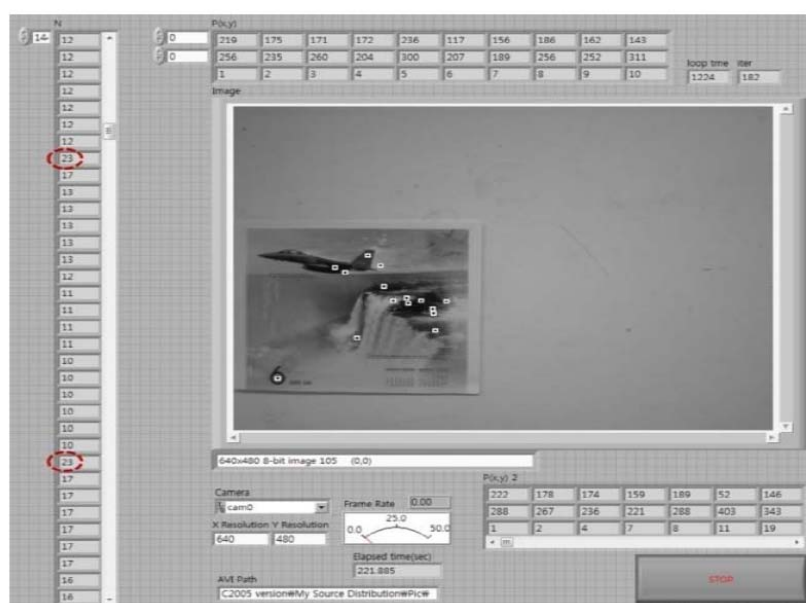 N
14
12
12
12
12
12
12
12
23
17
13
13
13
13
13
12
11
11
11
11
10
10
10
10
10
10
23
17
17
17
17
17
17
16
16
0
0
P(x,y)
219 175 171 172 236 117 156 186 162 143
256 235 260 204 300 207 189 256 252 311
1 2 3 4 5 6 7 8 9 10
loop time iter
1224 182
Image
6
640x480 8-bit image 105 (0,0)
Camera
cam0
Frame Rate 0.00
0.0 25.0 50.0
X Resolution Y Resolution
640 480
Elapsed time(sec)
221.885
AVI Path
C2005 version₩My Source Distribution₩Pic₩
P(x,y) 2
222 178 174 159 189 52 146
288 267 236 221 288 403 343
1 2 4 7 8 11 19
STOP